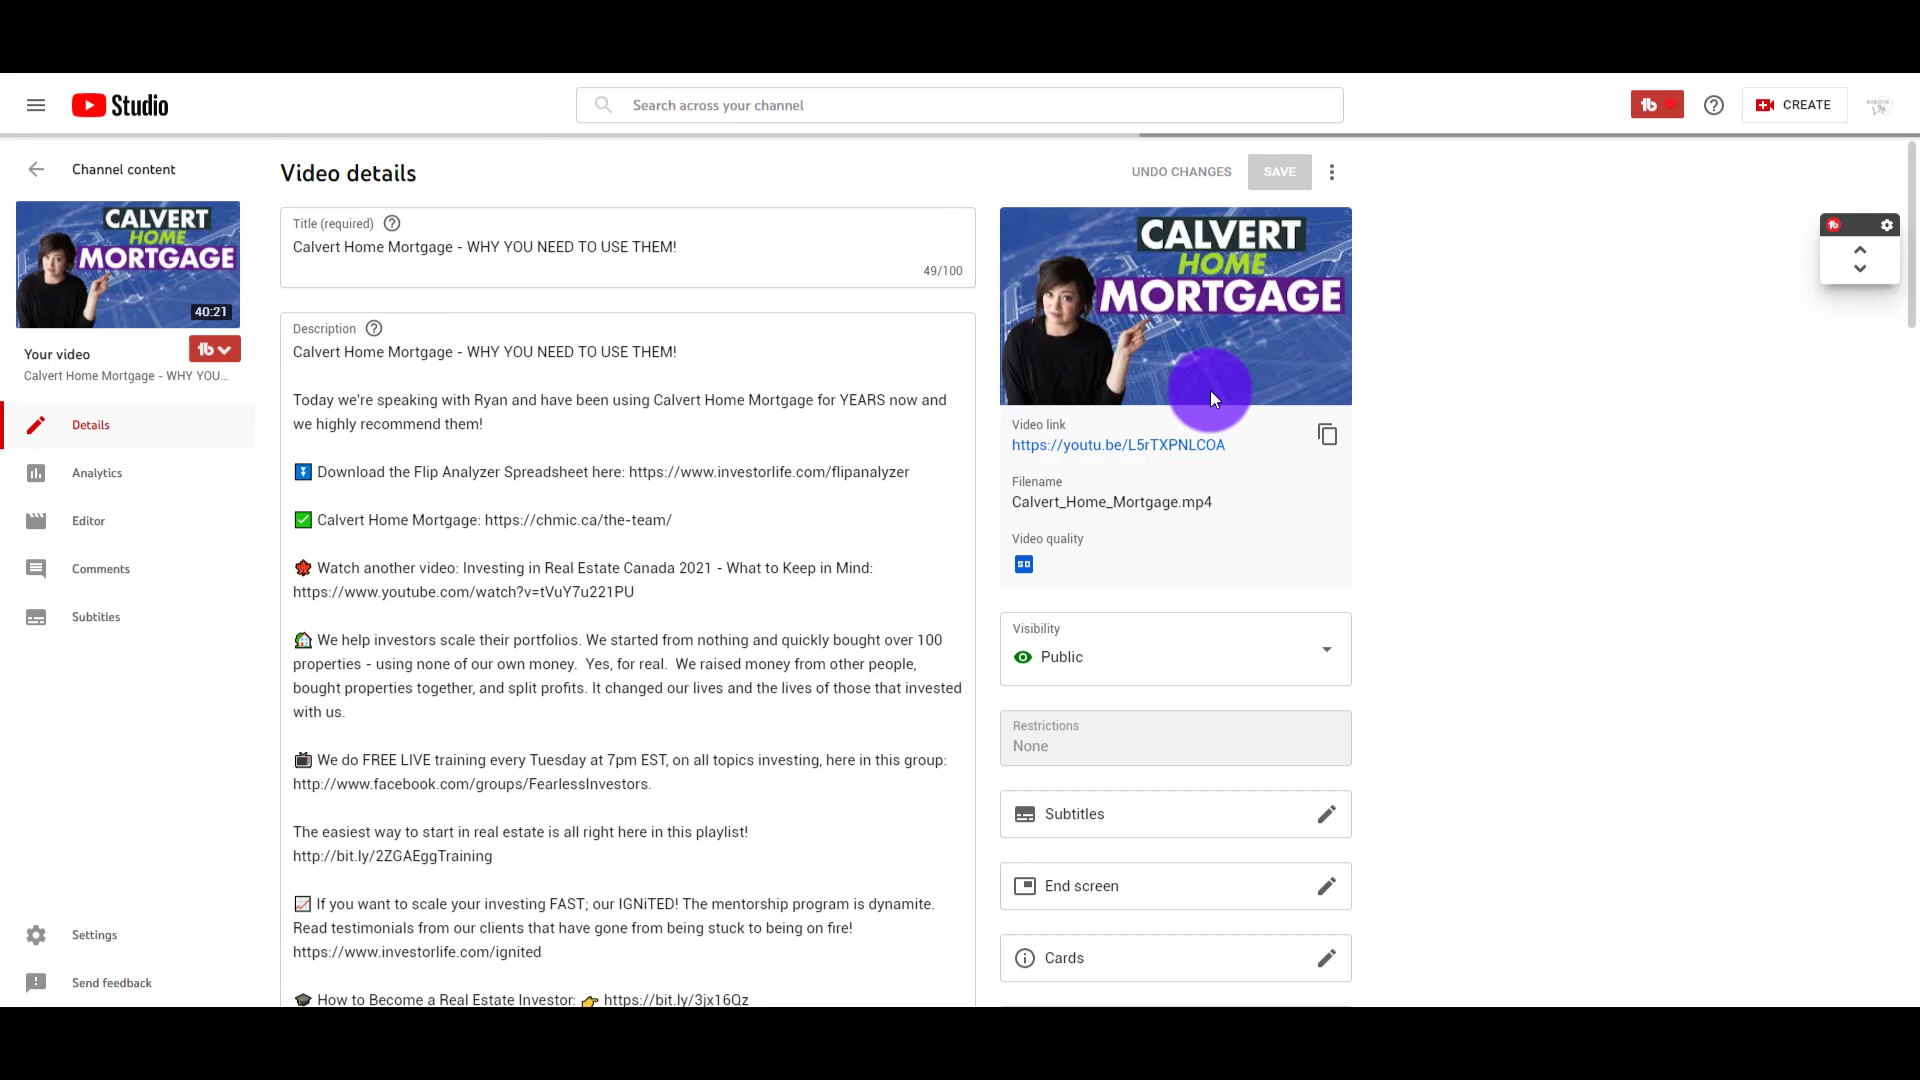 Studio
Search across your channel
CREATE
Channel content
Video details
UNDO CHANGES
SAVE
CALVERT
HOME
MORTGAGE
40:21
Your video
Calvert Home Mortgage - WHY YOU...
Details
Analytics
Editor
Comments
Subtitles
Settings
Send feedback
Title (required)
Calvert Home Mortgage - WHY YOU NEED TO USE THEM!
49/100
Description
Calvert Home Mortgage - WHY YOU NEED TO USE THEM!
Today we're speaking with Ryan and have been using Calvert Home Mortgage for YEARS now and
we highly recommend them!
⏬ Download the Flip Analyzer Spreadsheet here: https://www.investorlife.com/flipanalyzer
✅ Calvert Home Mortgage: https://chmic.ca/the-team/
🍁 Watch another video: Investing in Real Estate Canada 2021 - What to Keep in Mind:
https://www.youtube.com/watch?v=tVuY7u221PU
🏡 We help investors scale their portfolios. We started from nothing and quickly bought over 100
properties - using none of our own money.  Yes, for real.  We raised money from other people,
bought properties together, and split profits. It changed our lives and the lives of those that invested
with us.
📺 We do FREE LIVE training every Tuesday at 7pm EST, on all topics investing, here in this group:
http://www.facebook.com/groups/FearlessInvestors.
The easiest way to start in real estate is all right here in this playlist!
http://bit.ly/2ZGAEggTraining
📈 If you want to scale your investing FAST; our IGNiTED! The mentorship program is dynamite.
Read testimonials from our clients that have gone from being stuck to being on fire!
https://www.investorlife.com/ignited
🎓 How to Become a Real Estate Investor: 👉 https://bit.ly/3jx16Qz
CALVERT
HOME
MORTGAGE
Video link
https://youtu.be/L5rTXPNLCOA
Filename
Calvert_Home_Mortgage.mp4
Video quality
SD
Visibility
Public
Restrictions
None
Subtitles
End screen
Cards